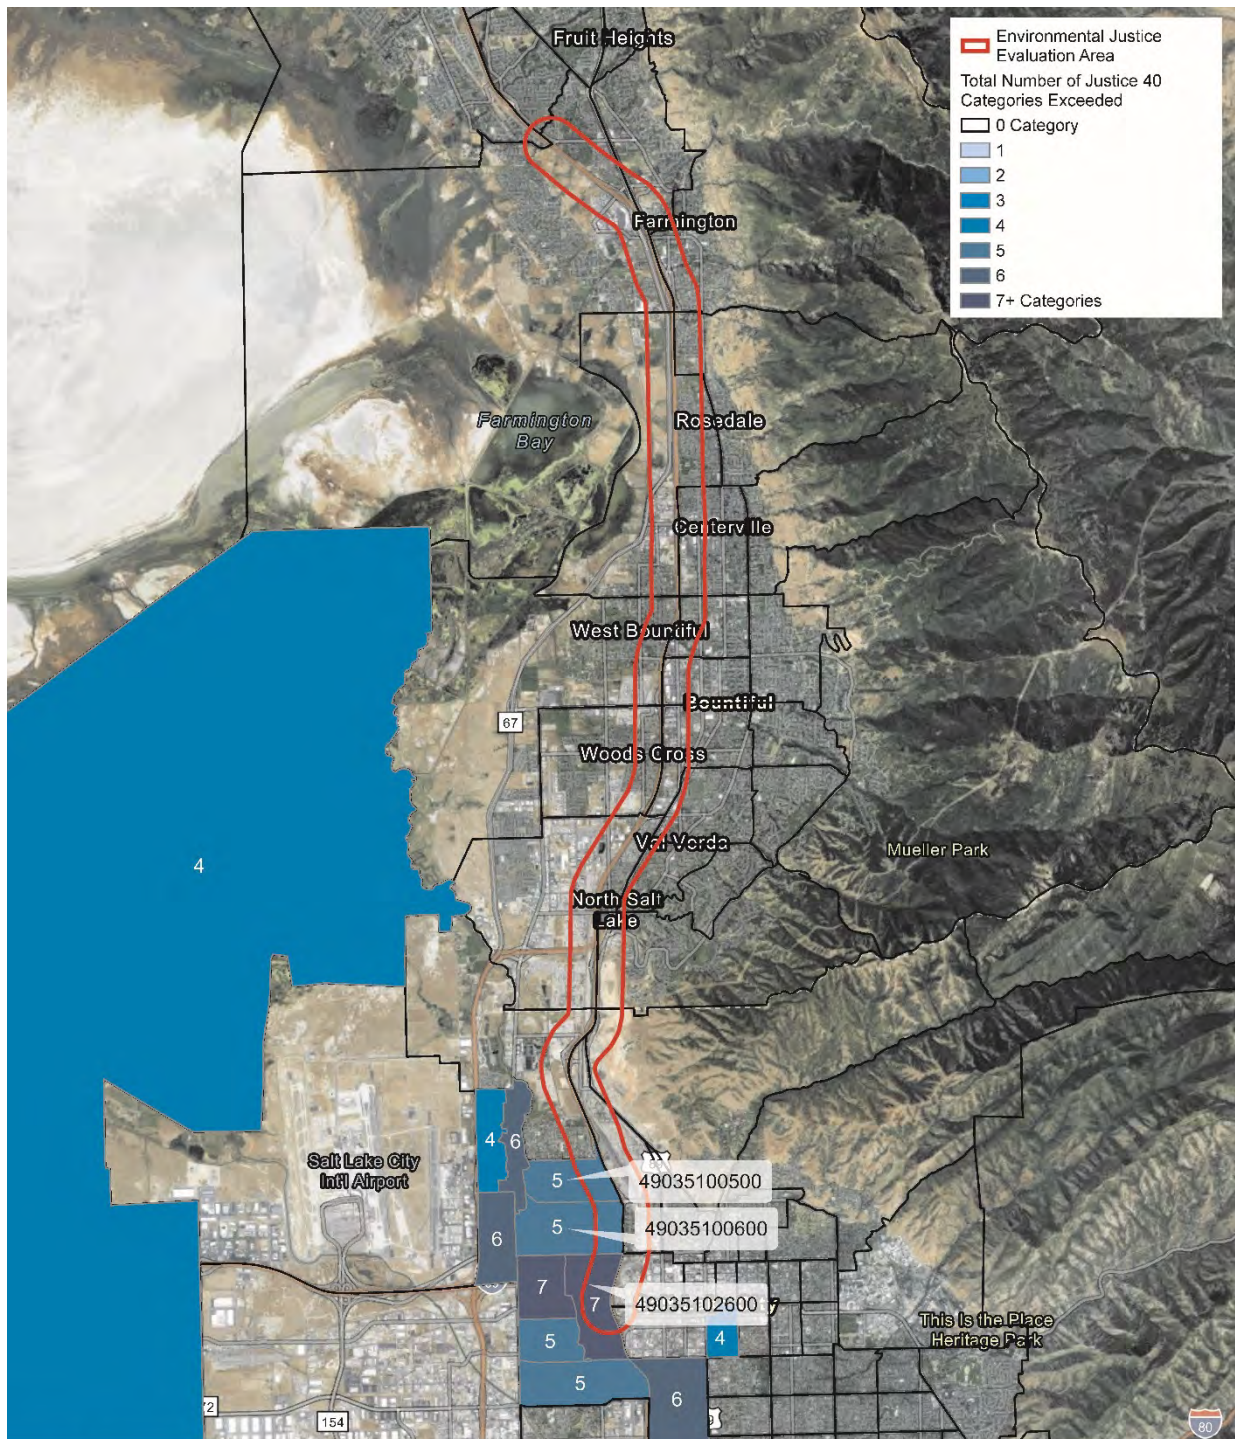 Fruit Heights
Environmental Justice
Evaluation Area
Total Number of Justice 40
Categories Exceeded
0 Category
1
2
3
4
5
6
7+ Categories
Farmington
Farmington
Bay
Rosedale
Centerville
West Bountiful
Bountiful
67
Woods Cross
Val Verda
Mueller Park
4
North Salt
Lake
4
6
Salt Lake City
Int'l Airport
5
49035100500
5
49035100600
6
7
7
49035102600
This Is the Place
Heritage Park
5
4
5
6
154
80